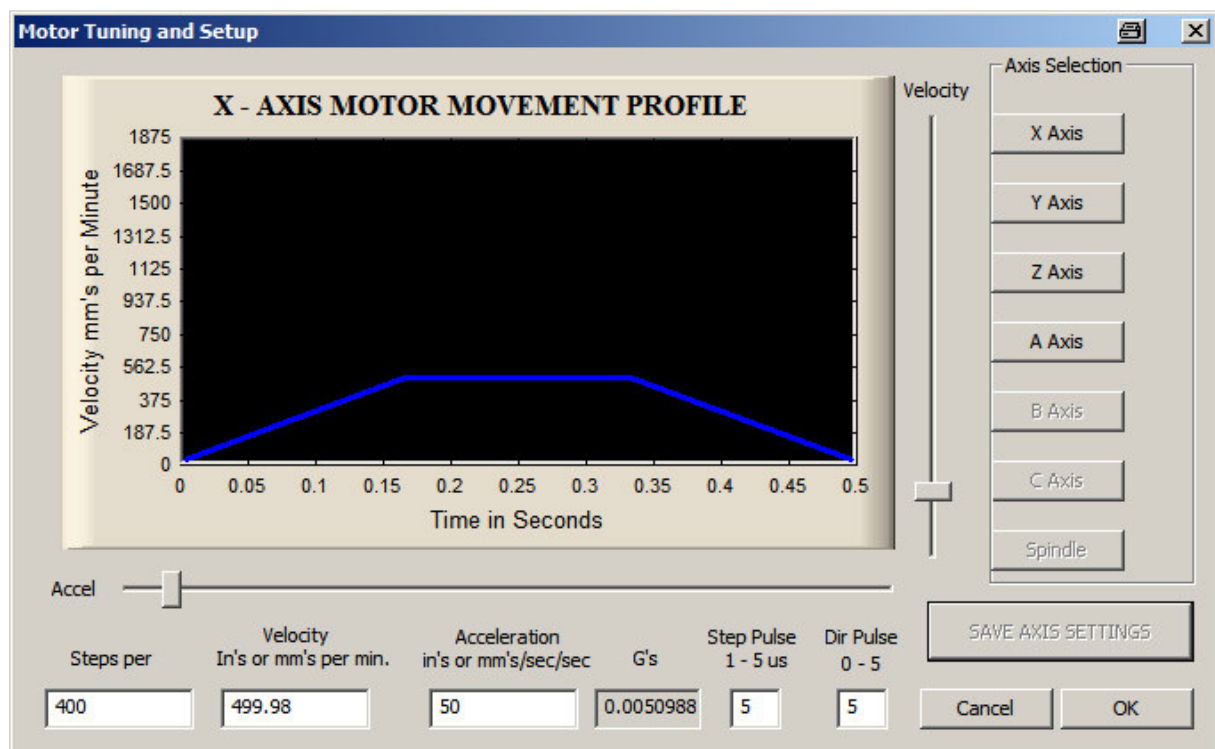 Motor Tuning and Setup
X - AXIS MOTOR MOVEMENT PROFILE
Velocity mm's per Minute
1875
1687.5
1500
1312.5
1125
937.5
750
562.5
375
187.5
0
0 0.05 0.1 0.15 0.2 0.25 0.3 0.35 0.4 0.45 0.5
Time in Seconds
Velocity
Axis Selection
X Axis
Y Axis
Z Axis
A Axis
B Axis
C Axis
Spindle
Accel
Steps per
Velocity
In's or mm's per min.
Acceleration
in's or mm's/sec/sec
G's
Step Pulse
1 - 5 us
Dir Pulse
0 - 5
400
499.98
50
0.0050988
5
5
SAVE AXIS SETTINGS
Cancel
OK